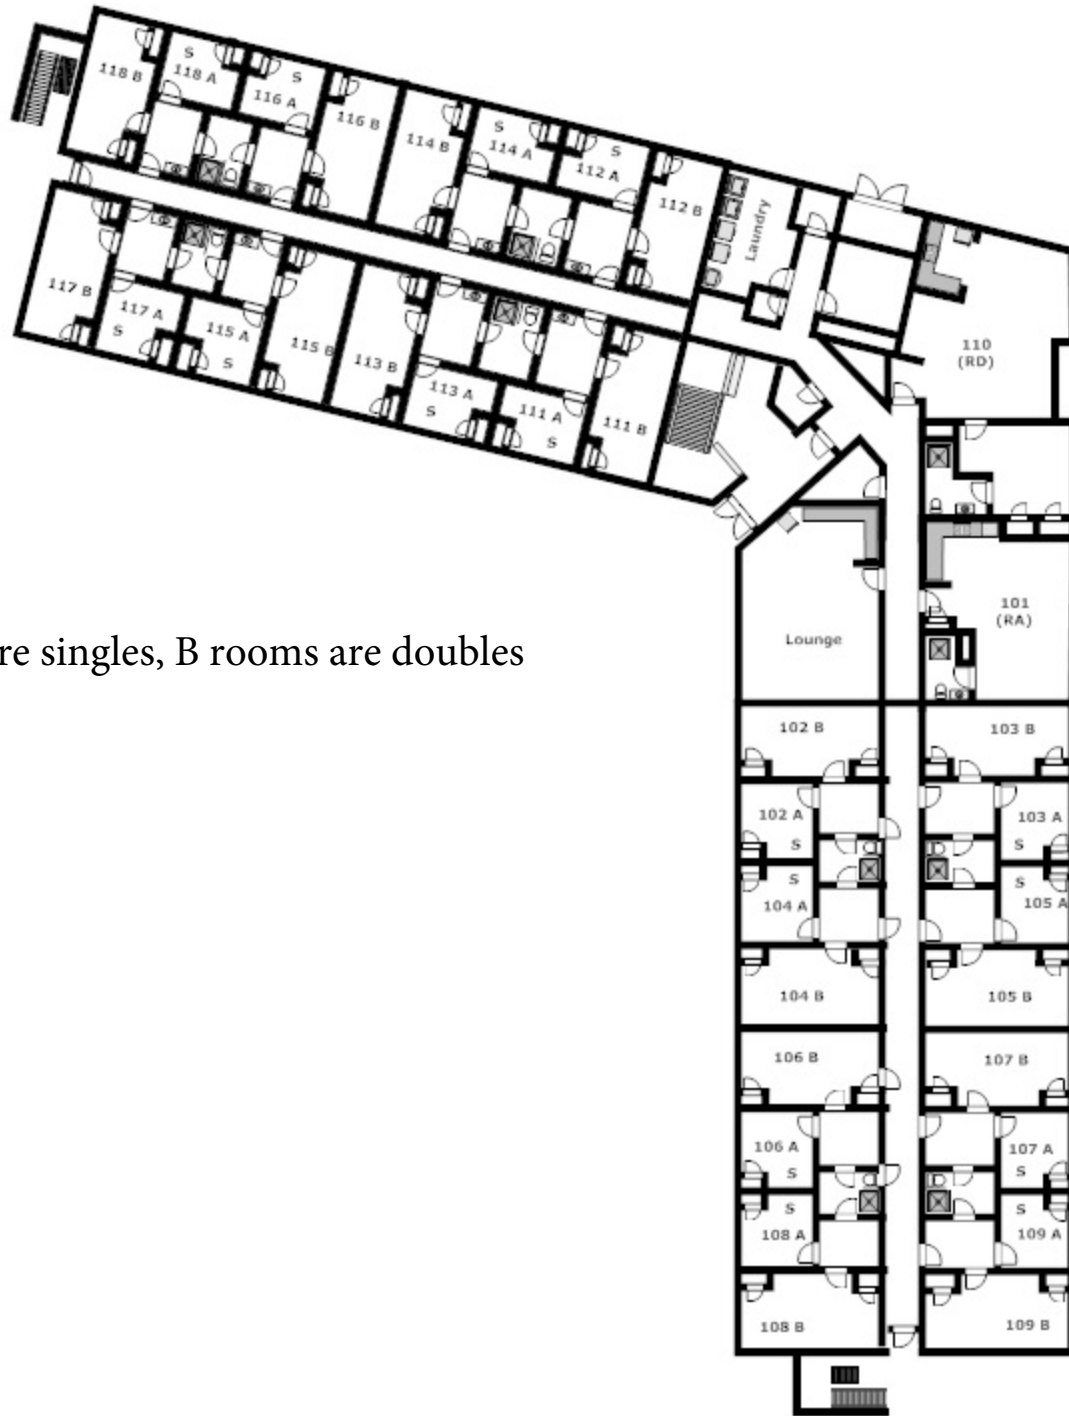 118 B
S
118 A
S
116 A
116 B
114 B
S
114 A
S
112 A
112 B
Laundry
117 B
117 A
S
115 A
S
115 B
113 B
113 A
S
111 A
S
111 B
110
(RD)
101
(RA)
Lounge
re singles, B rooms are doubles
102 B
103 B
102 A
S
103 A
S
S
104 A
S
105 A
104 B
105 B
106 B
107 B
106 A
S
107 A
S
S
108 A
S
109 A
108 B
109 B